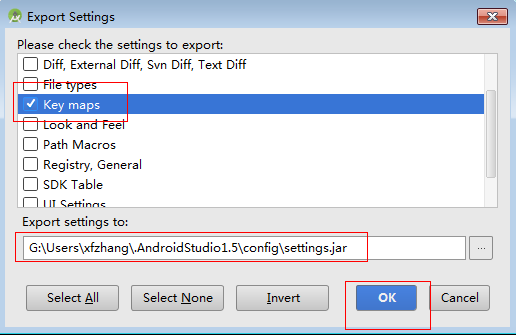 Export Settings
Please check the settings to export:
Diff, External Diff, Svn Diff, Text Diff
File types
Key maps
Look and Feel
Path Macros
Registry, General
SDK Table
UI Settings
Export settings to:
G:\Users\xfzhang\.AndroidStudio1.5\config\settings.jar
...
Select All Select None Invert OK Cancel